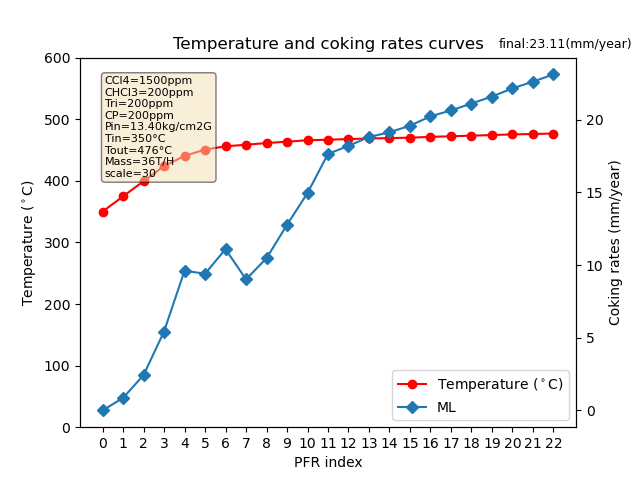 Temperature and coking rates curves
final:23.11(mm/year)
CCl4=1500ppm
CHCl3=200ppm
Tri=200ppm
CP=200ppm
Pin=13.40kg/cm2G
Tin=350°C
Tout=476°C
Mass=36T/H
scale=30
Temperature (°C)
600
500
400
300
200
100
0
Coking rates (mm/year)
20
15
10
5
0
Temperature (°C)
ML
0 1 2 3 4 5 6 7 8 9 10 11 12 13 14 15 16 17 18 19 20 21 22
PFR index